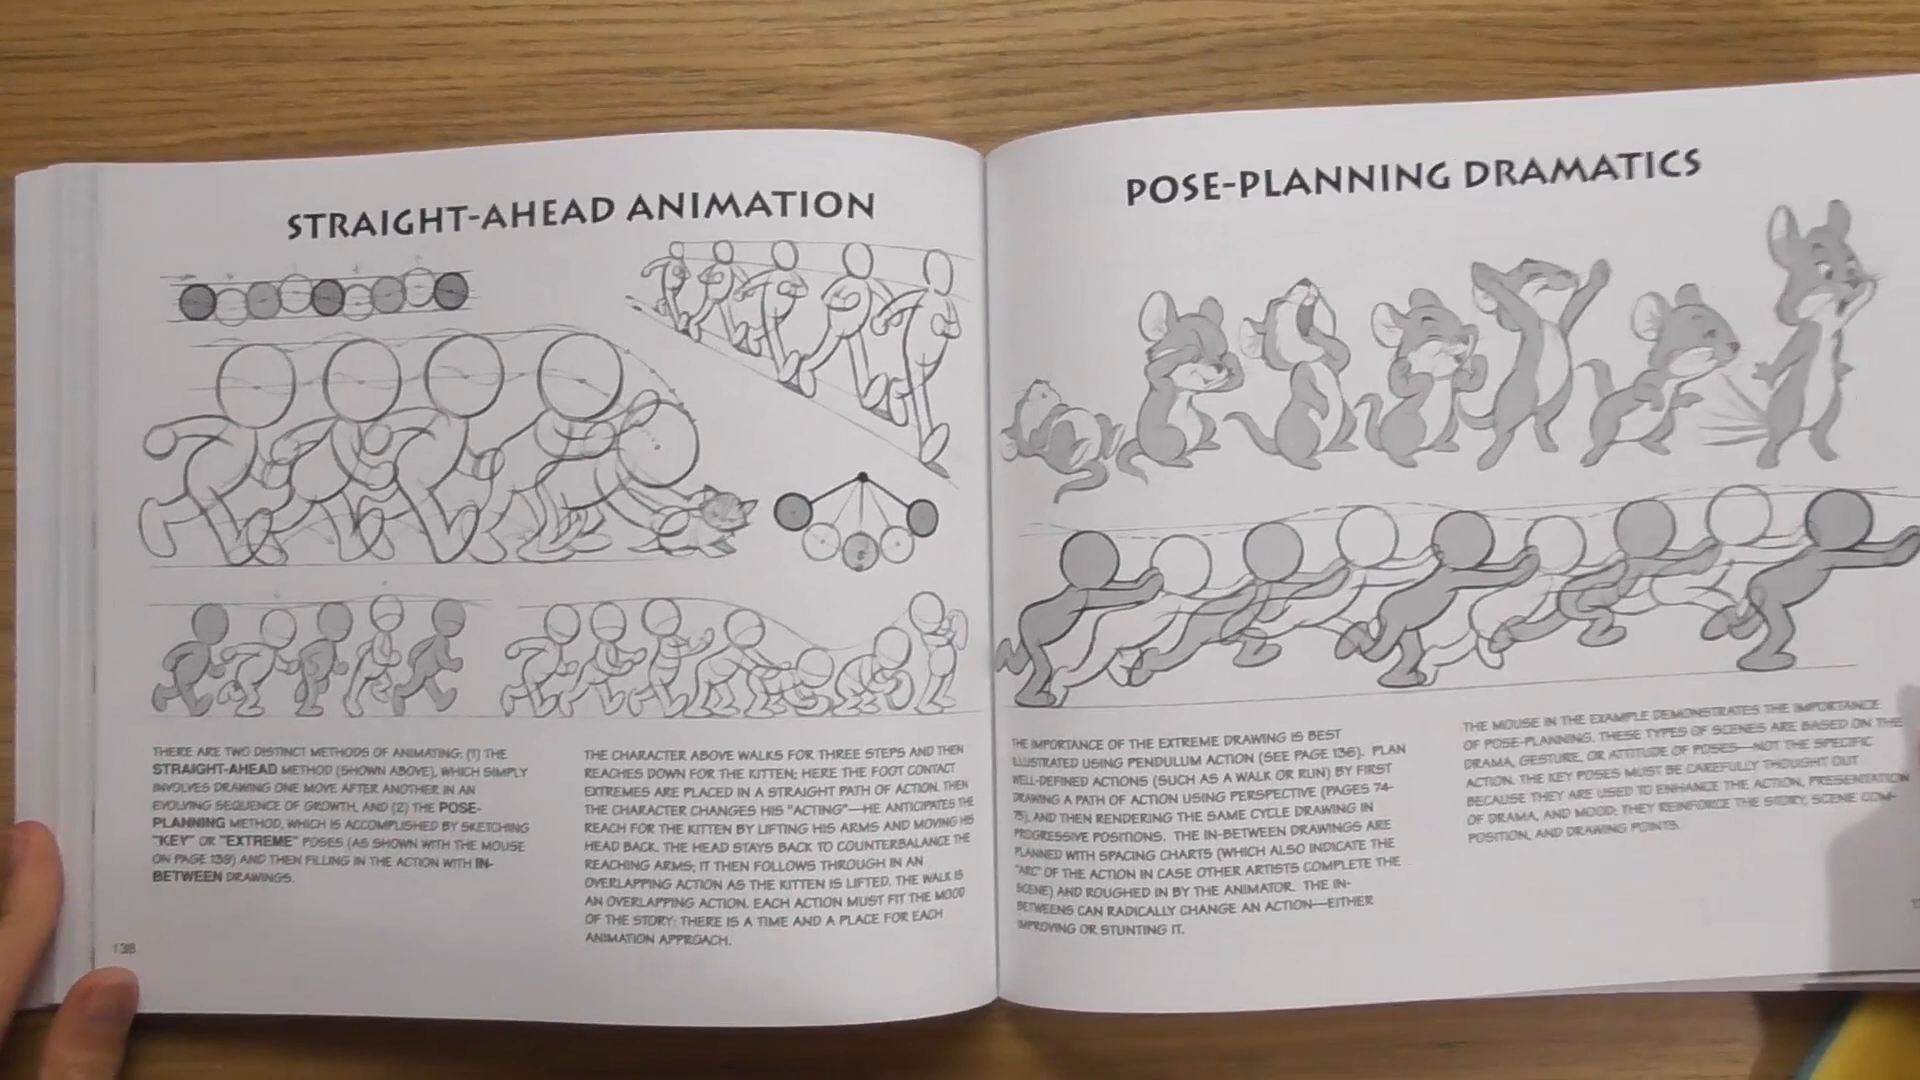 STRAIGHT-AHEAD ANIMATION
THERE ARE TWO DISTINCT METHODS OF ANIMATING: (1) THE
STRAIGHT-AHEAD METHOD (SHOWN ABOVE), WHICH SIMPLY
INVOLVES DRAWING ONE MOVE AFTER ANOTHER IN AN
EVOLVING SEQUENCE OF GROWTH, AND (2) THE POSE-
PLANNING METHOD, WHICH IS ACCOMPLISHED BY SKETCHING
"KEY" OR "EXTREME" POSES (AS SHOWN WITH THE MOUSE
ON PAGE 139) AND THEN FILLING IN THE ACTION WITH IN-
BETWEEN DRAWINGS.
THE CHARACTER ABOVE WALKS FOR THREE STEPS AND THEN
REACHES DOWN FOR THE KITTEN; HERE THE FOOT CONTACT
EXTREMES ARE PLACED IN A STRAIGHT PATH OF ACTION. THEN
THE CHARACTER CHANGES HIS "ACTING"—HE ANTICIPATES THE
REACH FOR THE KITTEN BY LIFTING HIS ARMS AND MOVING HIS
HEAD BACK. THE HEAD STAYS BACK TO COUNTERBALANCE THE
REACHING ARMS; IT THEN FOLLOWS THROUGH IN AN
OVERLAPPING ACTION AS THE KITTEN IS LIFTED. THE WALK IS
AN OVERLAPPING ACTION. EACH ACTION MUST FIT THE MOOD
OF THE STORY; THERE IS A TIME AND A PLACE FOR EACH
ANIMATION APPROACH.
138
POSE-PLANNING DRAMATICS
THE IMPORTANCE OF THE EXTREME DRAWING IS BEST
ILLUSTRATED USING PENDULUM ACTION (SEE PAGE 136). PLAN
WELL-DEFINED ACTIONS (SUCH AS A WALK OR RUN) BY FIRST
DRAWING A PATH OF ACTION USING PERSPECTIVE (PAGES 74-
75), AND THEN RENDERING THE SAME CYCLE DRAWING IN
PROGRESSIVE POSITIONS. THE IN-BETWEEN DRAWINGS ARE
PLANNED WITH SPACING CHARTS (WHICH ALSO INDICATE THE
"ARC" OF THE ACTION IN CASE OTHER ARTISTS COMPLETE THE
SCENE) AND ROUGHED IN BY THE ANIMATOR. THE IN-
BETWEENS CAN RADICALLY CHANGE AN ACTION—EITHER
IMPROVING OR STUNTING IT.
THE MOUSE IN THE EXAMPLE DEMONSTRATES THE IMPORTANCE
OF POSE-PLANNING. THESE TYPES OF SCENES ARE BASED ON THE
DRAMA, GESTURE, OR ATTITUDE OF POSES—NOT THE SPECIFIC
ACTION. THE KEY POSES MUST BE CAREFULLY THOUGHT OUT
BECAUSE THEY ARE USED TO ENHANCE THE ACTION, PRESENTATION
OF DRAMA, AND MOOD; THEY REINFORCE THE STORY, SCENE COM-
POSITION, AND DRAWING POINTS.